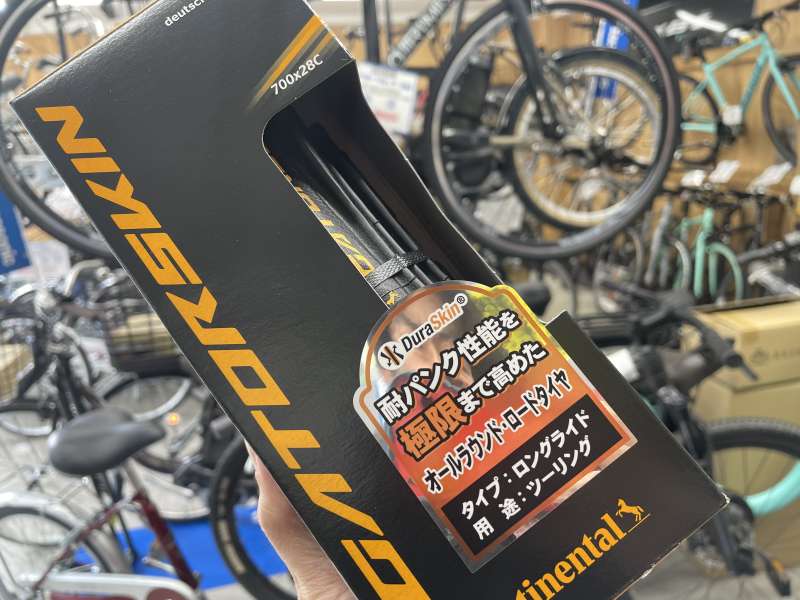 700x28C
GATORSKIN
DuraSkin®
耐パンク性能を
極限まで高めた
オールラウンド・ロードタイヤ
タイプ：ロングライド
用　途：ツーリング